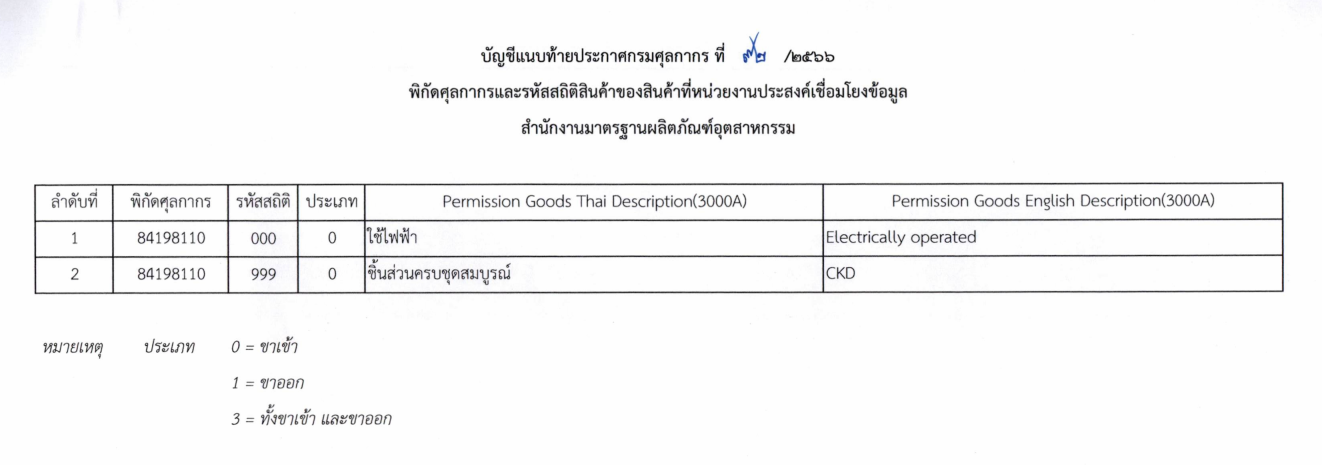 บัญชีแนบท้ายประกาศกรมศุลกากร ที่ /๒๕๖๖
พิกัดศุลกากรและรหัสสถิติสินค้าของสินค้าที่หน่วยงานประสงค์เชื่อมโยงข้อมูล
สำนักงานมาตรฐานผลิตภัณฑ์อุตสาหกรรม
ลำดับที่ พิกัดศุลกากร รหัสสถิติ ประเภท Permission Goods Thai Description(3000A) Permission Goods English Description(3000A)
1 84198110 000 0 ใช้ไฟฟ้า Electrically operated
2 84198110 999 0 ชิ้นส่วนครบชุดสมบูรณ์ CKD
หมายเหตุ ประเภท 0 = ขาเข้า
1 = ขาออก
3 = ทั้งขาเข้า และขาออก